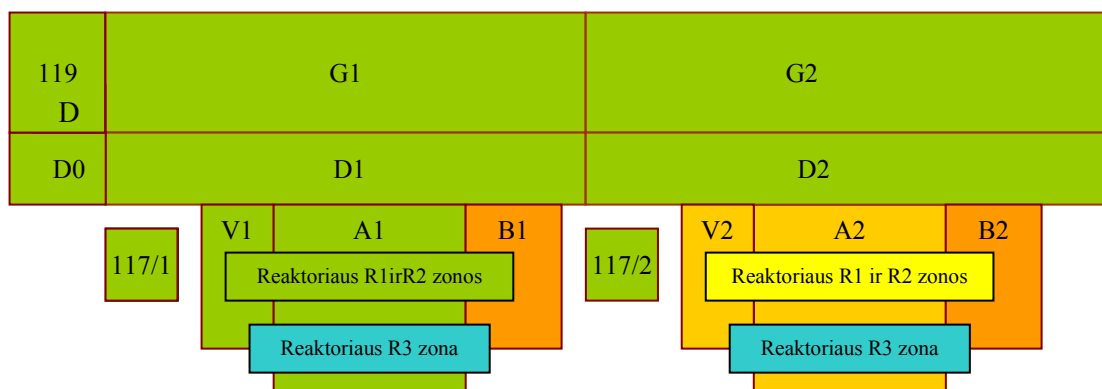 119
D
G1
G2
D0
D1
D2
V1
A1
B1
V2
A2
B2
117/1
117/2
Reaktoriaus R1irR2 zonos
Reaktoriaus R1 ir R2 zonos
Reaktoriaus R3 zona
Reaktoriaus R3 zona